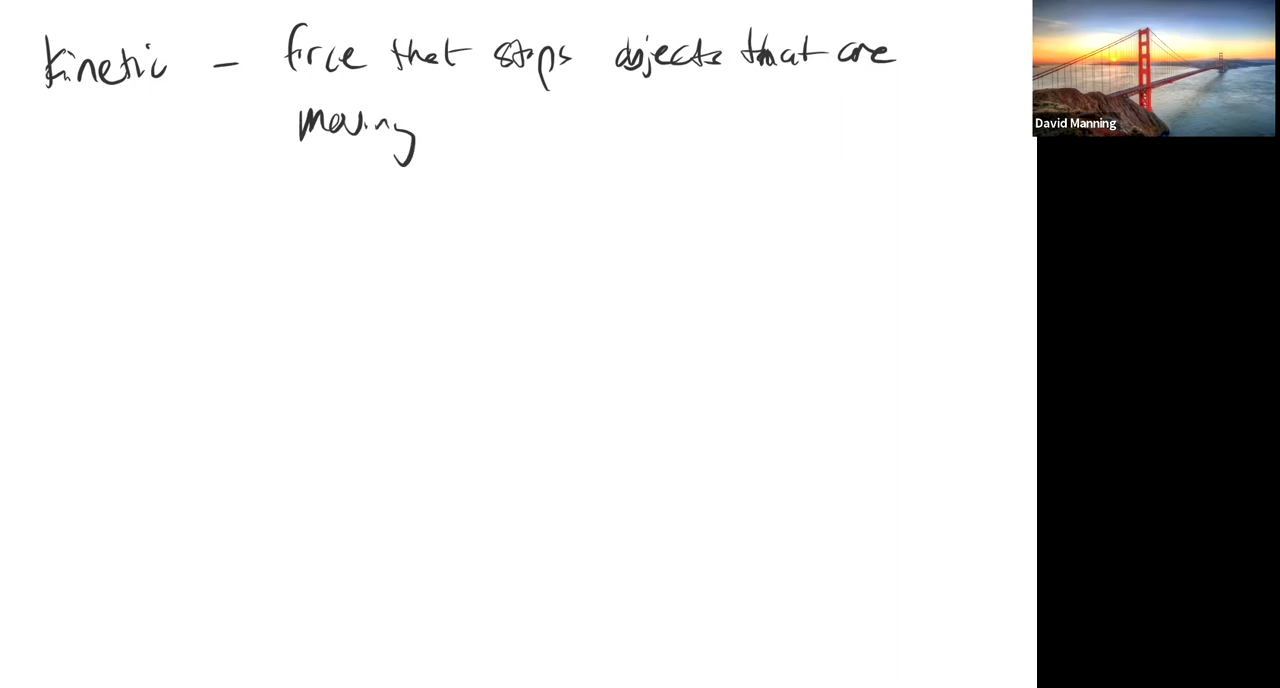 Kinetic - force that stops objects that are
moving
David Manning